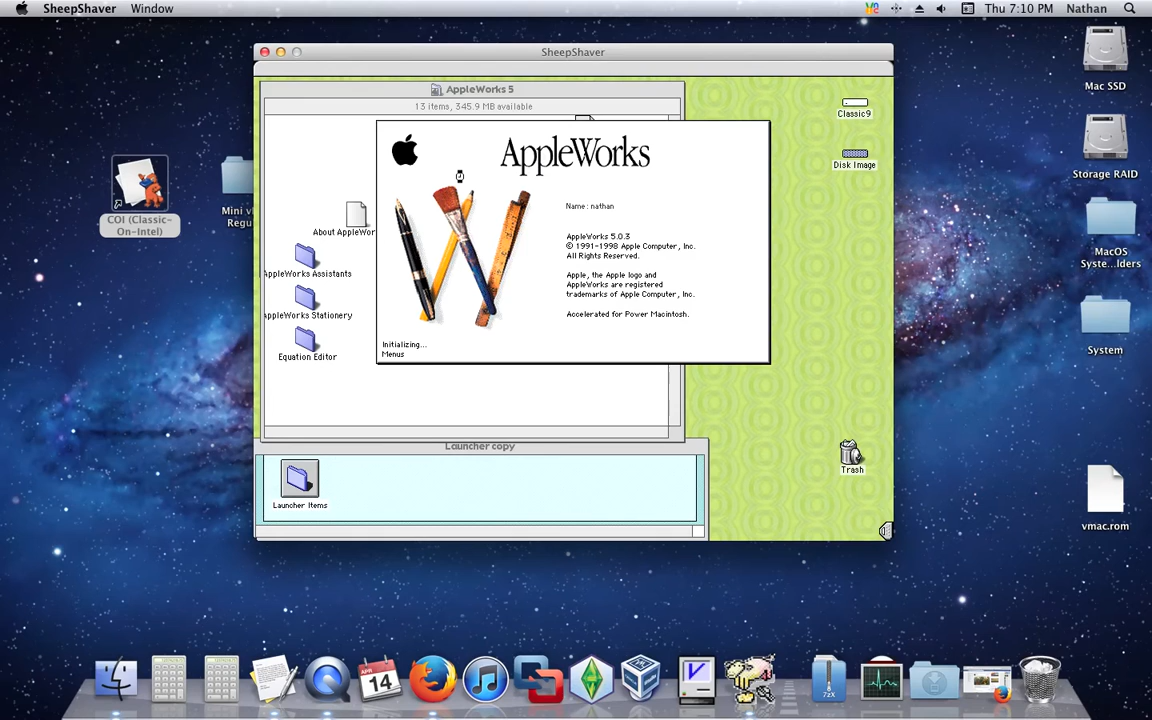 SheepShaver Window
Thu 7:10 PM Nathan
SheepShaver
AppleWorks 5
13 items, 345.9 MB available
AppleWorks
Name: nathan
AppleWorks 5.0.3
© 1991-1998 Apple Computer, Inc.
All Rights Reserved.
Apple, the Apple logo and
AppleWorks are registered
trademarks of Apple Computer, Inc.
Accelerated for Power Macintosh.
Initializing...
Menus
About AppleWor
AppleWorks Assistants
AppleWorks Stationery
Equation Editor
Launcher copy
Launcher Items
Classic9
Disk Image
Trash
COI (Classic-
On-Intel)
Mini v
Regu
Mac SSD
Storage RAID
MacOS
Syste...lders
System
vmac.rom
APR
14
7zX